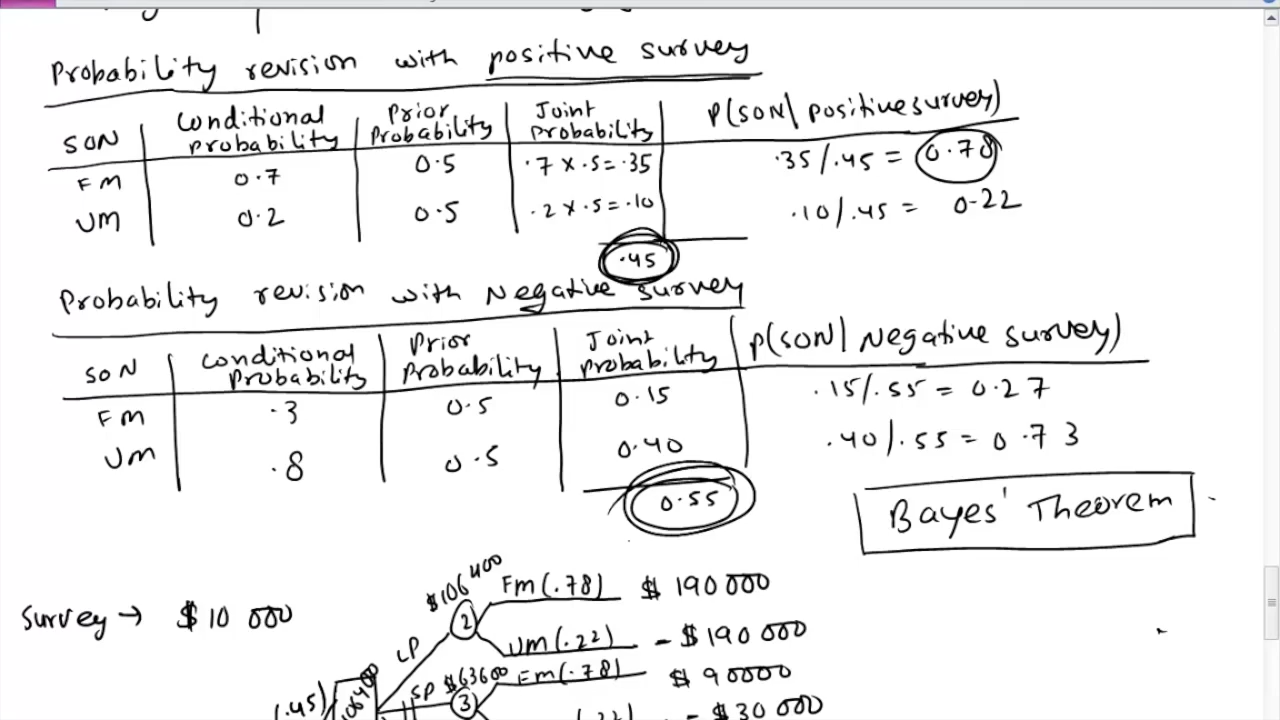 Probability revision with positive survey
SON Conditional probability Prior Probability Joint Probability P(SON | positive survey)
FM 0.7 0.5 .7 x .5 = .35 .35/.45 = 0.78
UM 0.2 0.5 .2 x .5 = .10 .10/.45 = 0.22
.45
Probability revision with Negative survey
SON Conditional probability Prior Probability Joint Probability P(SON | Negative survey)
FM .3 0.5 0.15 .15/.55 = 0.27
UM .8 0.5 0.40 .40/.55 = 0.73
0.55
Bayes' Theorem
Survey → $10 000
$106400
2
FM (.78) $ 190 000
LP
UM (.22) - $ 190 000
SP $63600 FM (.78) $ 90000
3
(.45) 106400
(.22) - $ 30 000